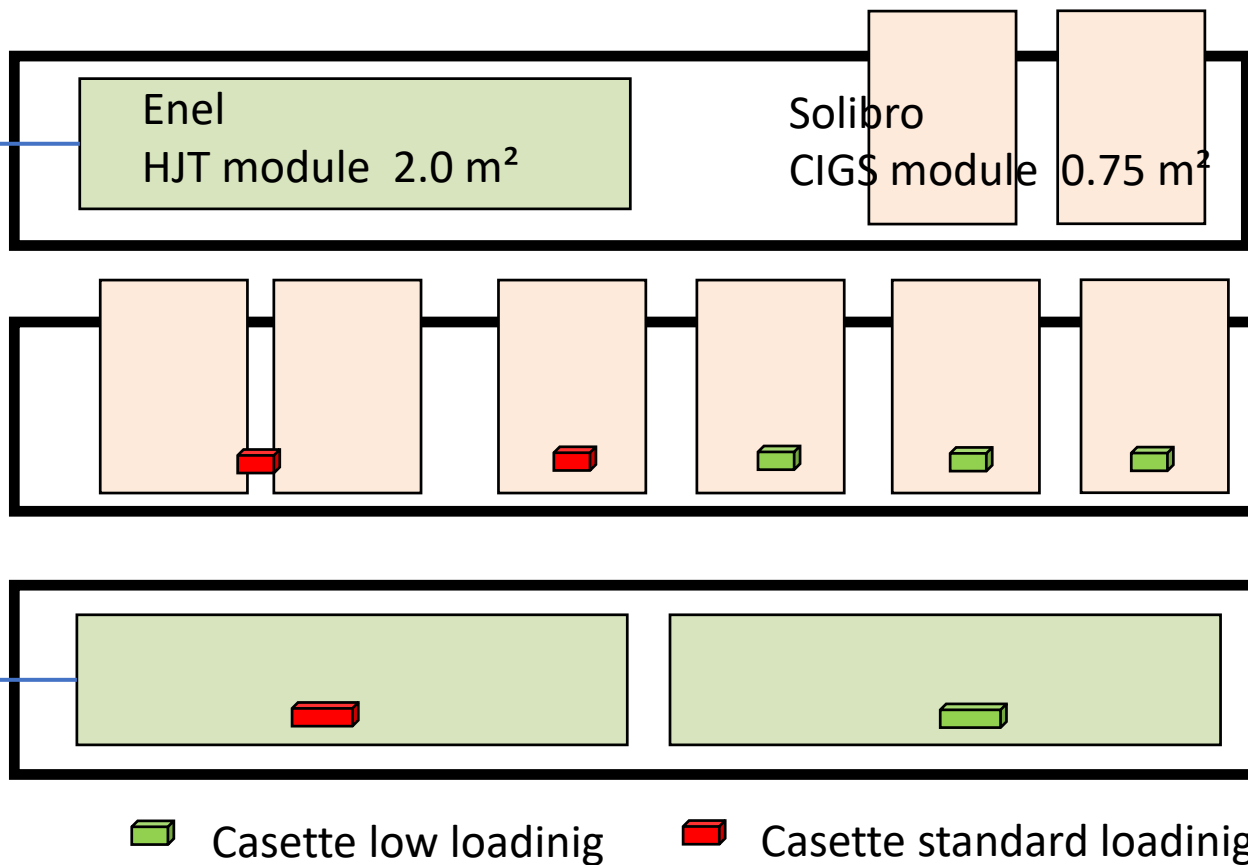 Enel
HJT module 2.0 m²
Solibro
CIGS module 0.75 m²
Casette low loadinig
Casette standard loadinig